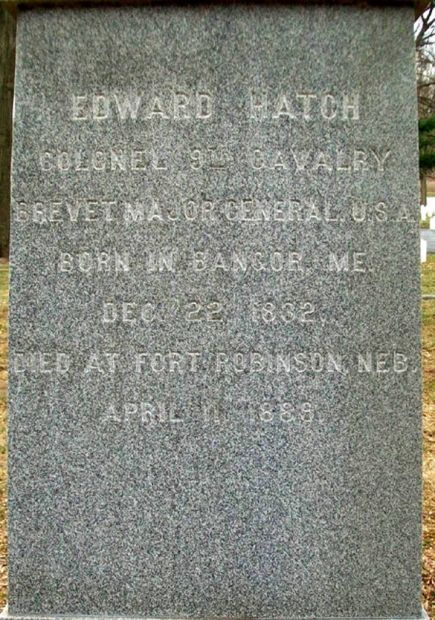 EDWARD HATCH
COLONEL 9TH CAVALRY
BREVET MAJOR GENERAL, U.S.A.
BORN IN BANGOR, ME.
DEC. 22, 1832.
DIED AT FORT ROBINSON, NEB.
APRIL 11, 1889.